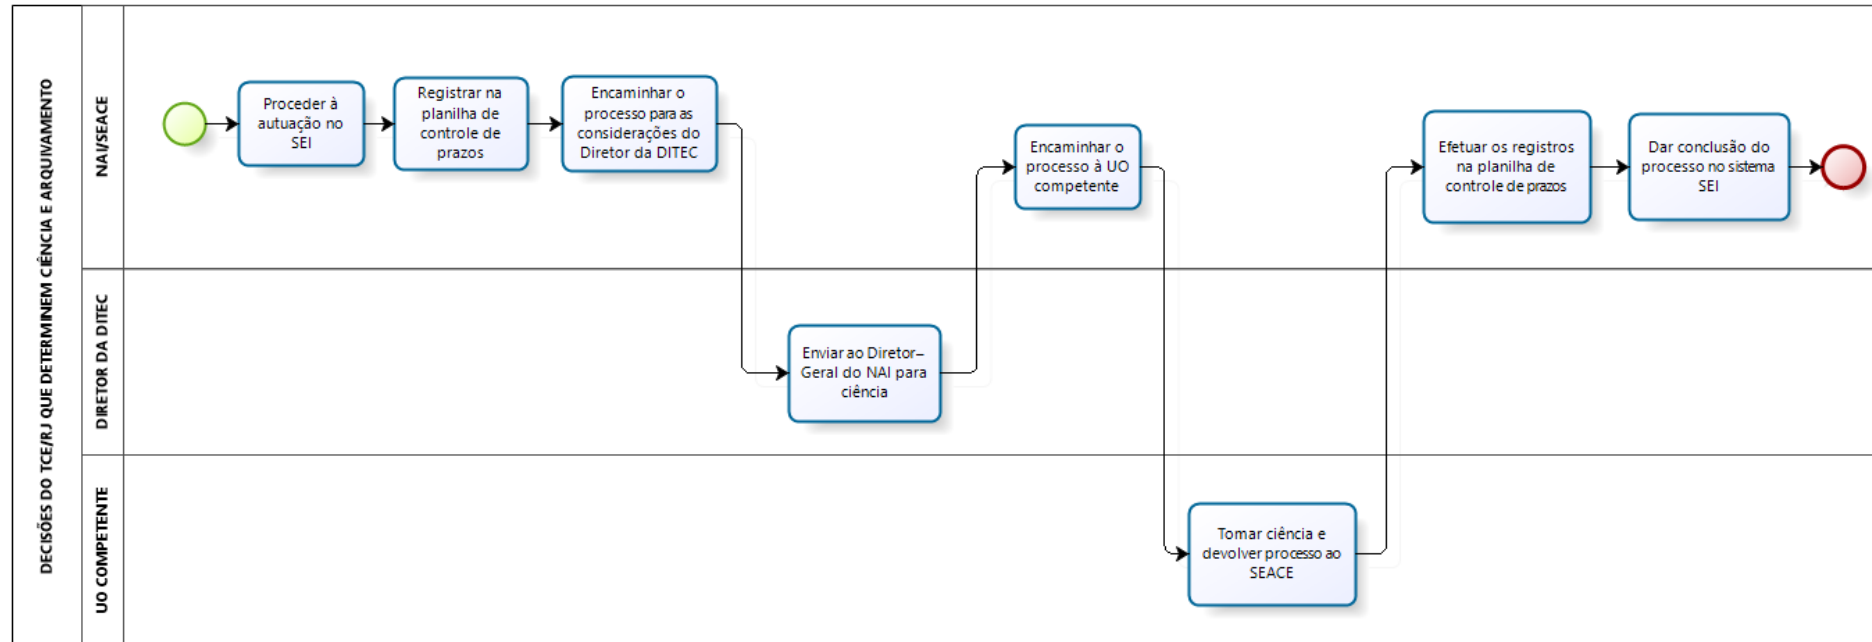 DECISÕES DO TCE/RJ QUE DETERMINEM CIÊNCIA E ARQUIVAMENTO
NAI/SEACE
Proceder à
autuação no
SEI
Registrar na
planilha de
controle de
prazos
Encaminhar o
processo para as
considerações do
Diretor da DITEC
Encaminhar o
processo à UO
competente
Efetuar os registros
na planilha de
controle de prazos
Dar conclusão do
processo no sistema
SEI
DIRETOR DA DITEC
Enviar ao Diretor–
Geral do NAI para
ciência
UO COMPETENTE
Tomar ciência e
devolver processo ao
SEACE